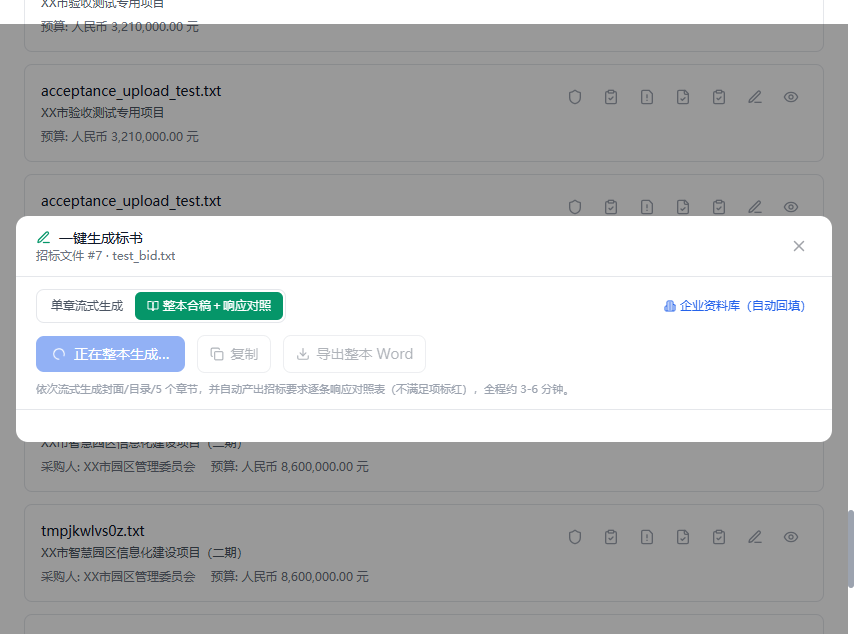 XX市验收测试专用项目
预算: 人民币 3,210,000.00 元
acceptance_upload_test.txt
XX市验收测试专用项目
预算: 人民币 3,210,000.00 元
acceptance_upload_test.txt
一键生成标书
招标文件 #7 · test_bid.txt
单章流式生成
整本合稿 + 响应对照
企业资料库（自动回填）
正在整本生成...
复制
导出整本 Word
依次流式生成封面/目录/5 个章节，并自动产出招标要求逐条响应对照表（不满足项标红），全程约 3-6 分钟。
XX市智慧园区信息化建设项目（二期）
采购人: XX市园区管理委员会 预算: 人民币 8,600,000.00 元
tmpjkwlvs0z.txt
XX市智慧园区信息化建设项目（二期）
采购人: XX市园区管理委员会 预算: 人民币 8,600,000.00 元